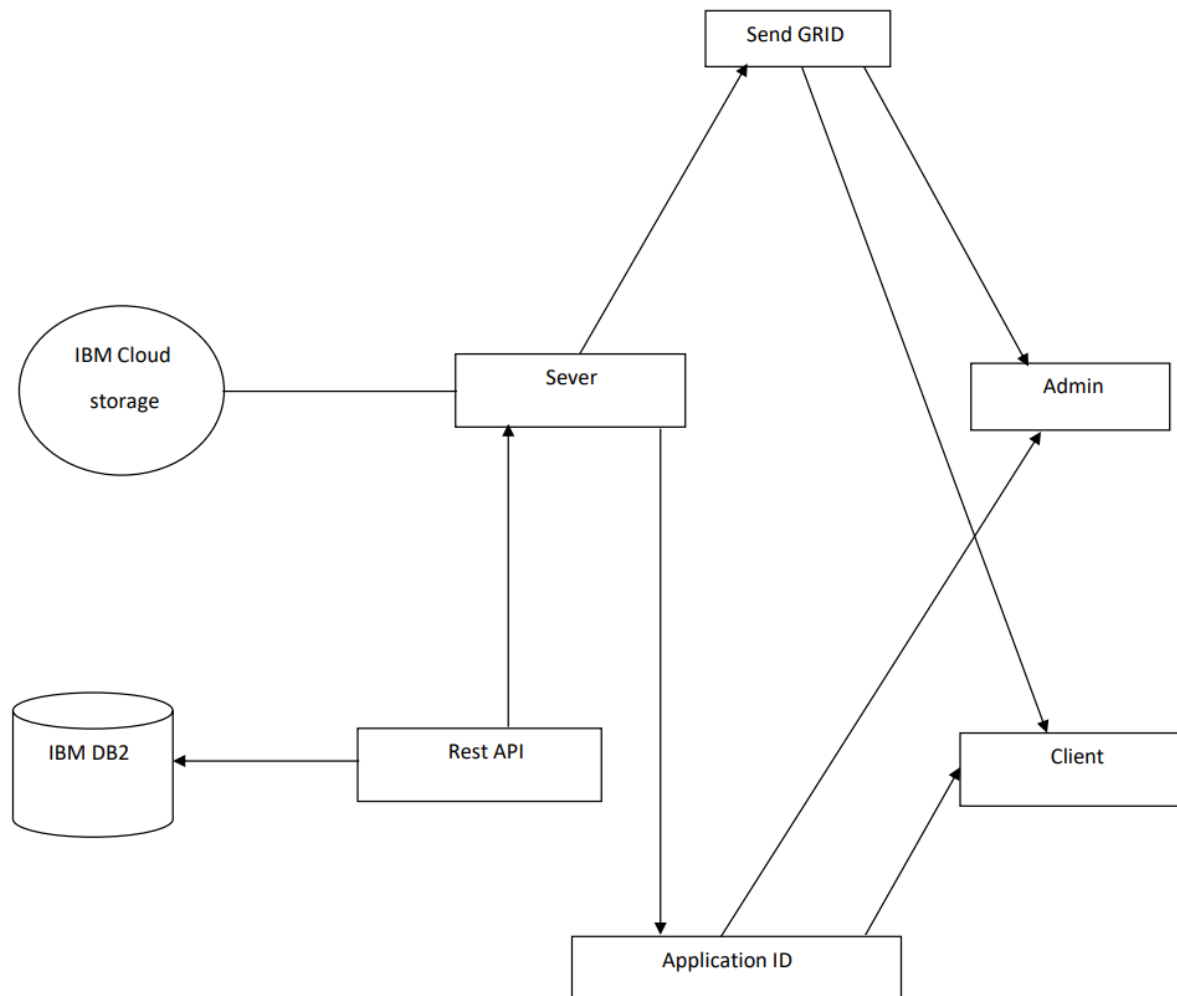 Send GRID
IBM Cloud
storage
Sever
Admin
IBM DB2
Rest API
Client
Application ID